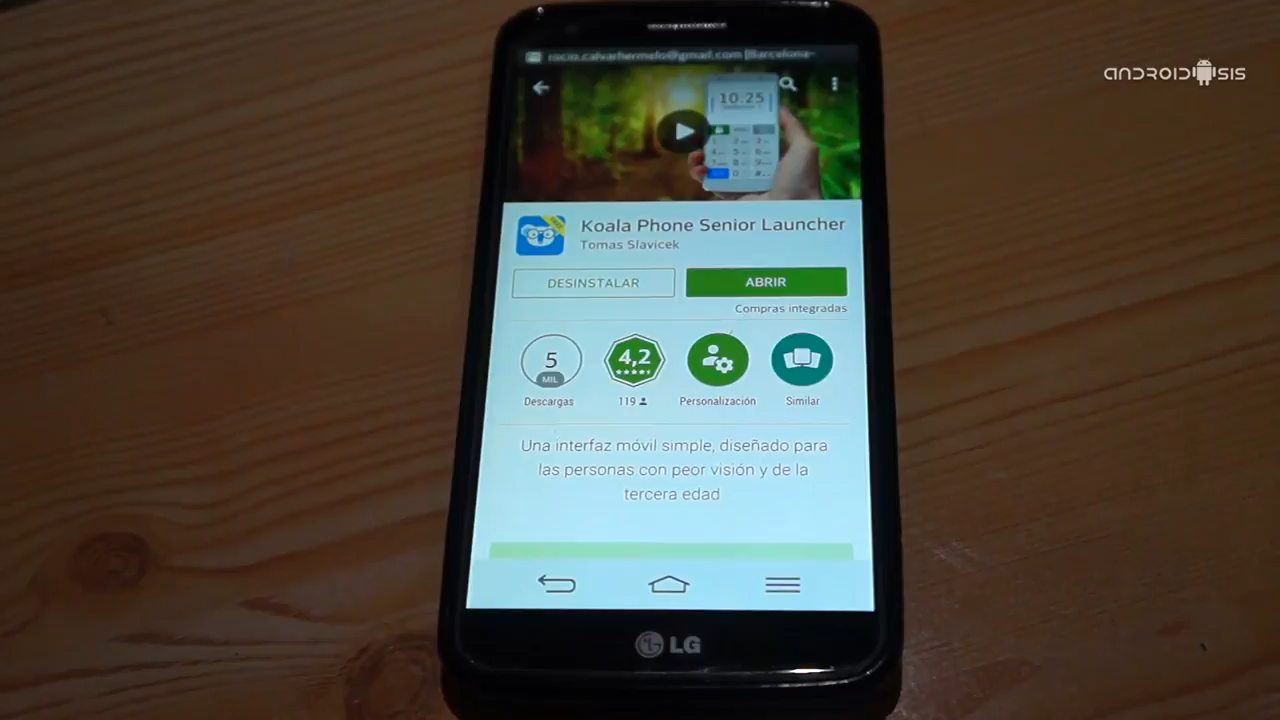 ANDROIDSIS
10:25
Koala Phone Senior Launcher
Tomas Slavicek
DESINSTALAR
ABRIR
Compras integradas
5
MIL
4,2
Descargas
119
Personalización
Similar
Una interfaz móvil simple, diseñado para
las personas con peor visión y de la
tercera edad
LG